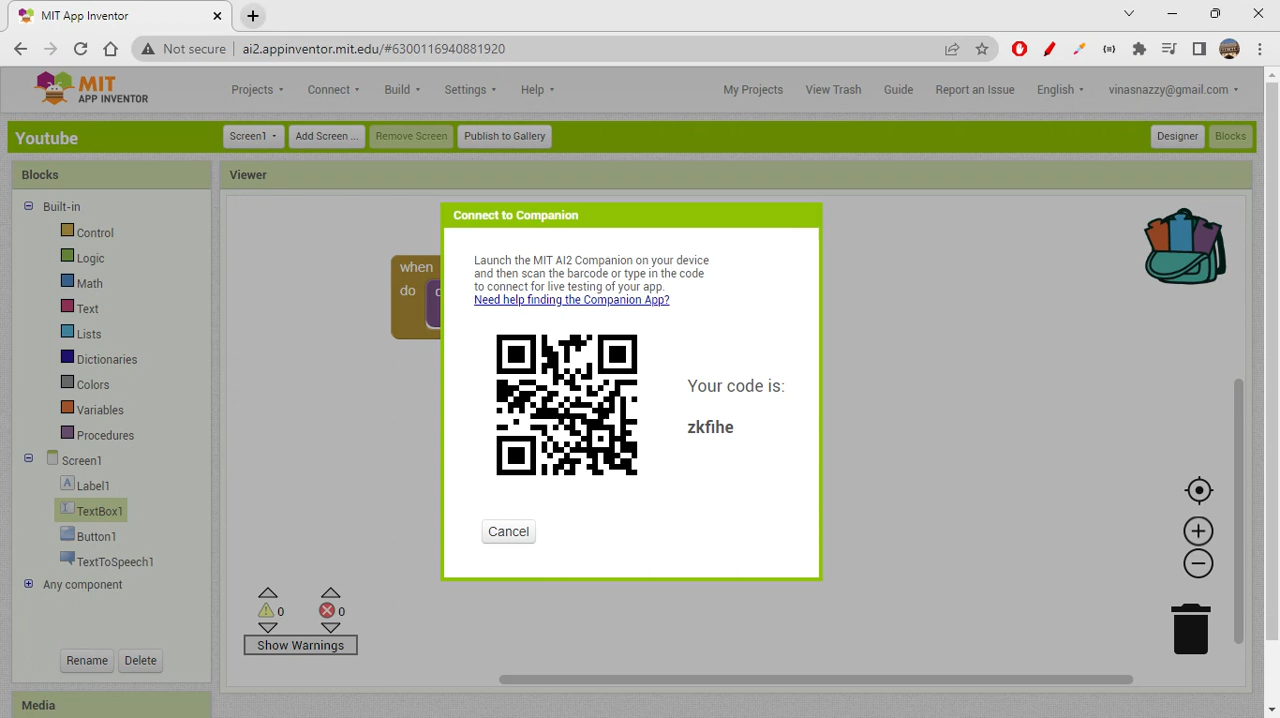 MIT App Inventor
Not secure
ai2.appinventor.mit.edu/#6300116940881920
MIT
APP INVENTOR
Projects
Connect
Build
Settings
Help
My Projects
View Trash
Guide
Report an Issue
English
vinasnazzy@gmail.com
Youtube
Screen1
Add Screen ...
Remove Screen
Publish to Gallery
Designer
Blocks
Blocks
Built-in
Control
Logic
Math
Text
Lists
Dictionaries
Colors
Variables
Procedures
Screen1
Label1
TextBox1
Button1
TextToSpeech1
Any component
Rename
Delete
Media
Viewer
when
do
Connect to Companion
Launch the MIT AI2 Companion on your device
and then scan the barcode or type in the code
to connect for live testing of your app.
Need help finding the Companion App?
Your code is:
zkfihe
Cancel
0
0
Show Warnings